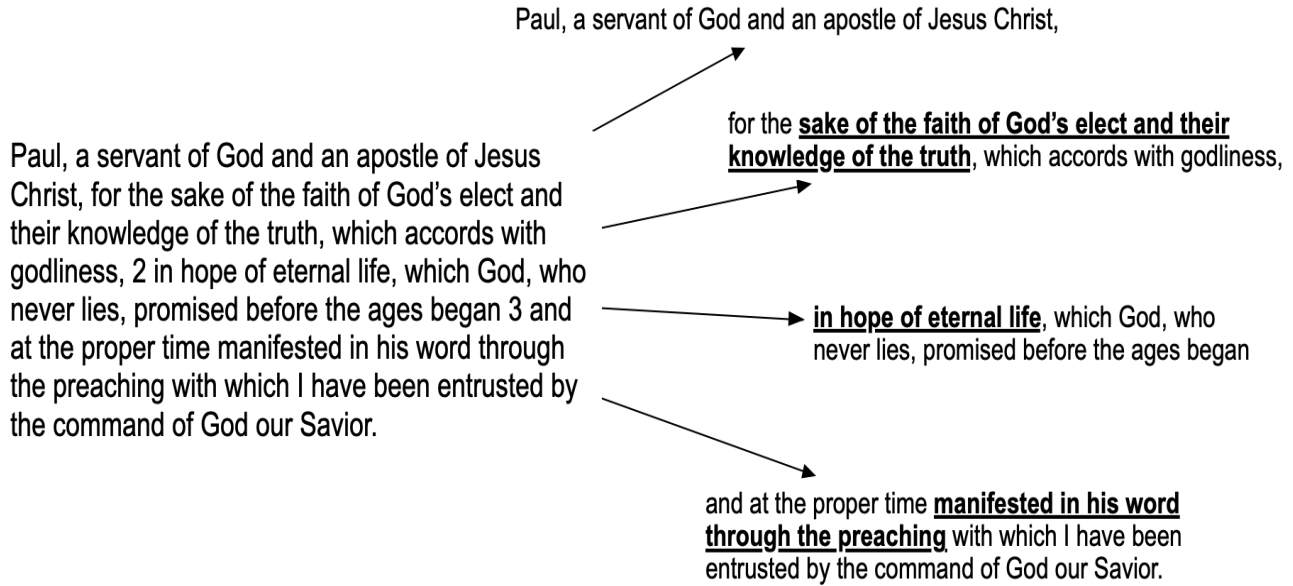 Paul, a servant of God and an apostle of Jesus Christ,
for the sake of the faith of God’s elect and their
knowledge of the truth, which accords with godliness,
Paul, a servant of God and an apostle of Jesus
Christ, for the sake of the faith of God’s elect and
their knowledge of the truth, which accords with
godliness, 2 in hope of eternal life, which God, who
never lies, promised before the ages began 3 and
at the proper time manifested in his word through
the preaching with which I have been entrusted by
the command of God our Savior.
in hope of eternal life, which God, who
never lies, promised before the ages began
and at the proper time manifested in his word
through the preaching with which I have been
entrusted by the command of God our Savior.